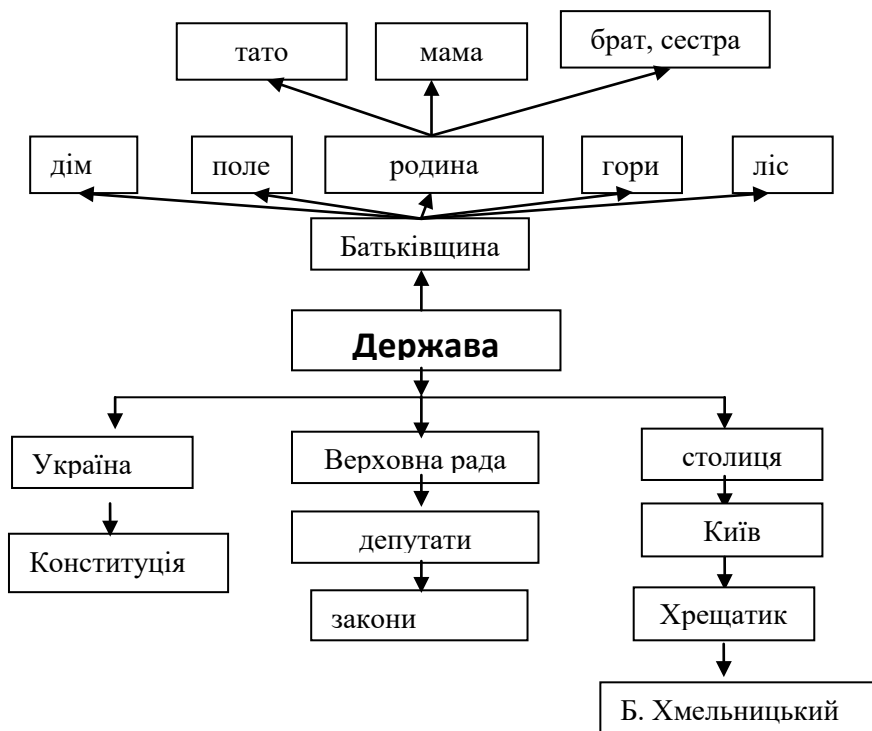 тато
мама
брат, сестра
дім
поле
родина
гори
ліс
Батьківщина
Держава
Україна
Верховна рада
столиця
Конституція
депутати
Київ
закони
Хрещатик
Б. Хмельницький